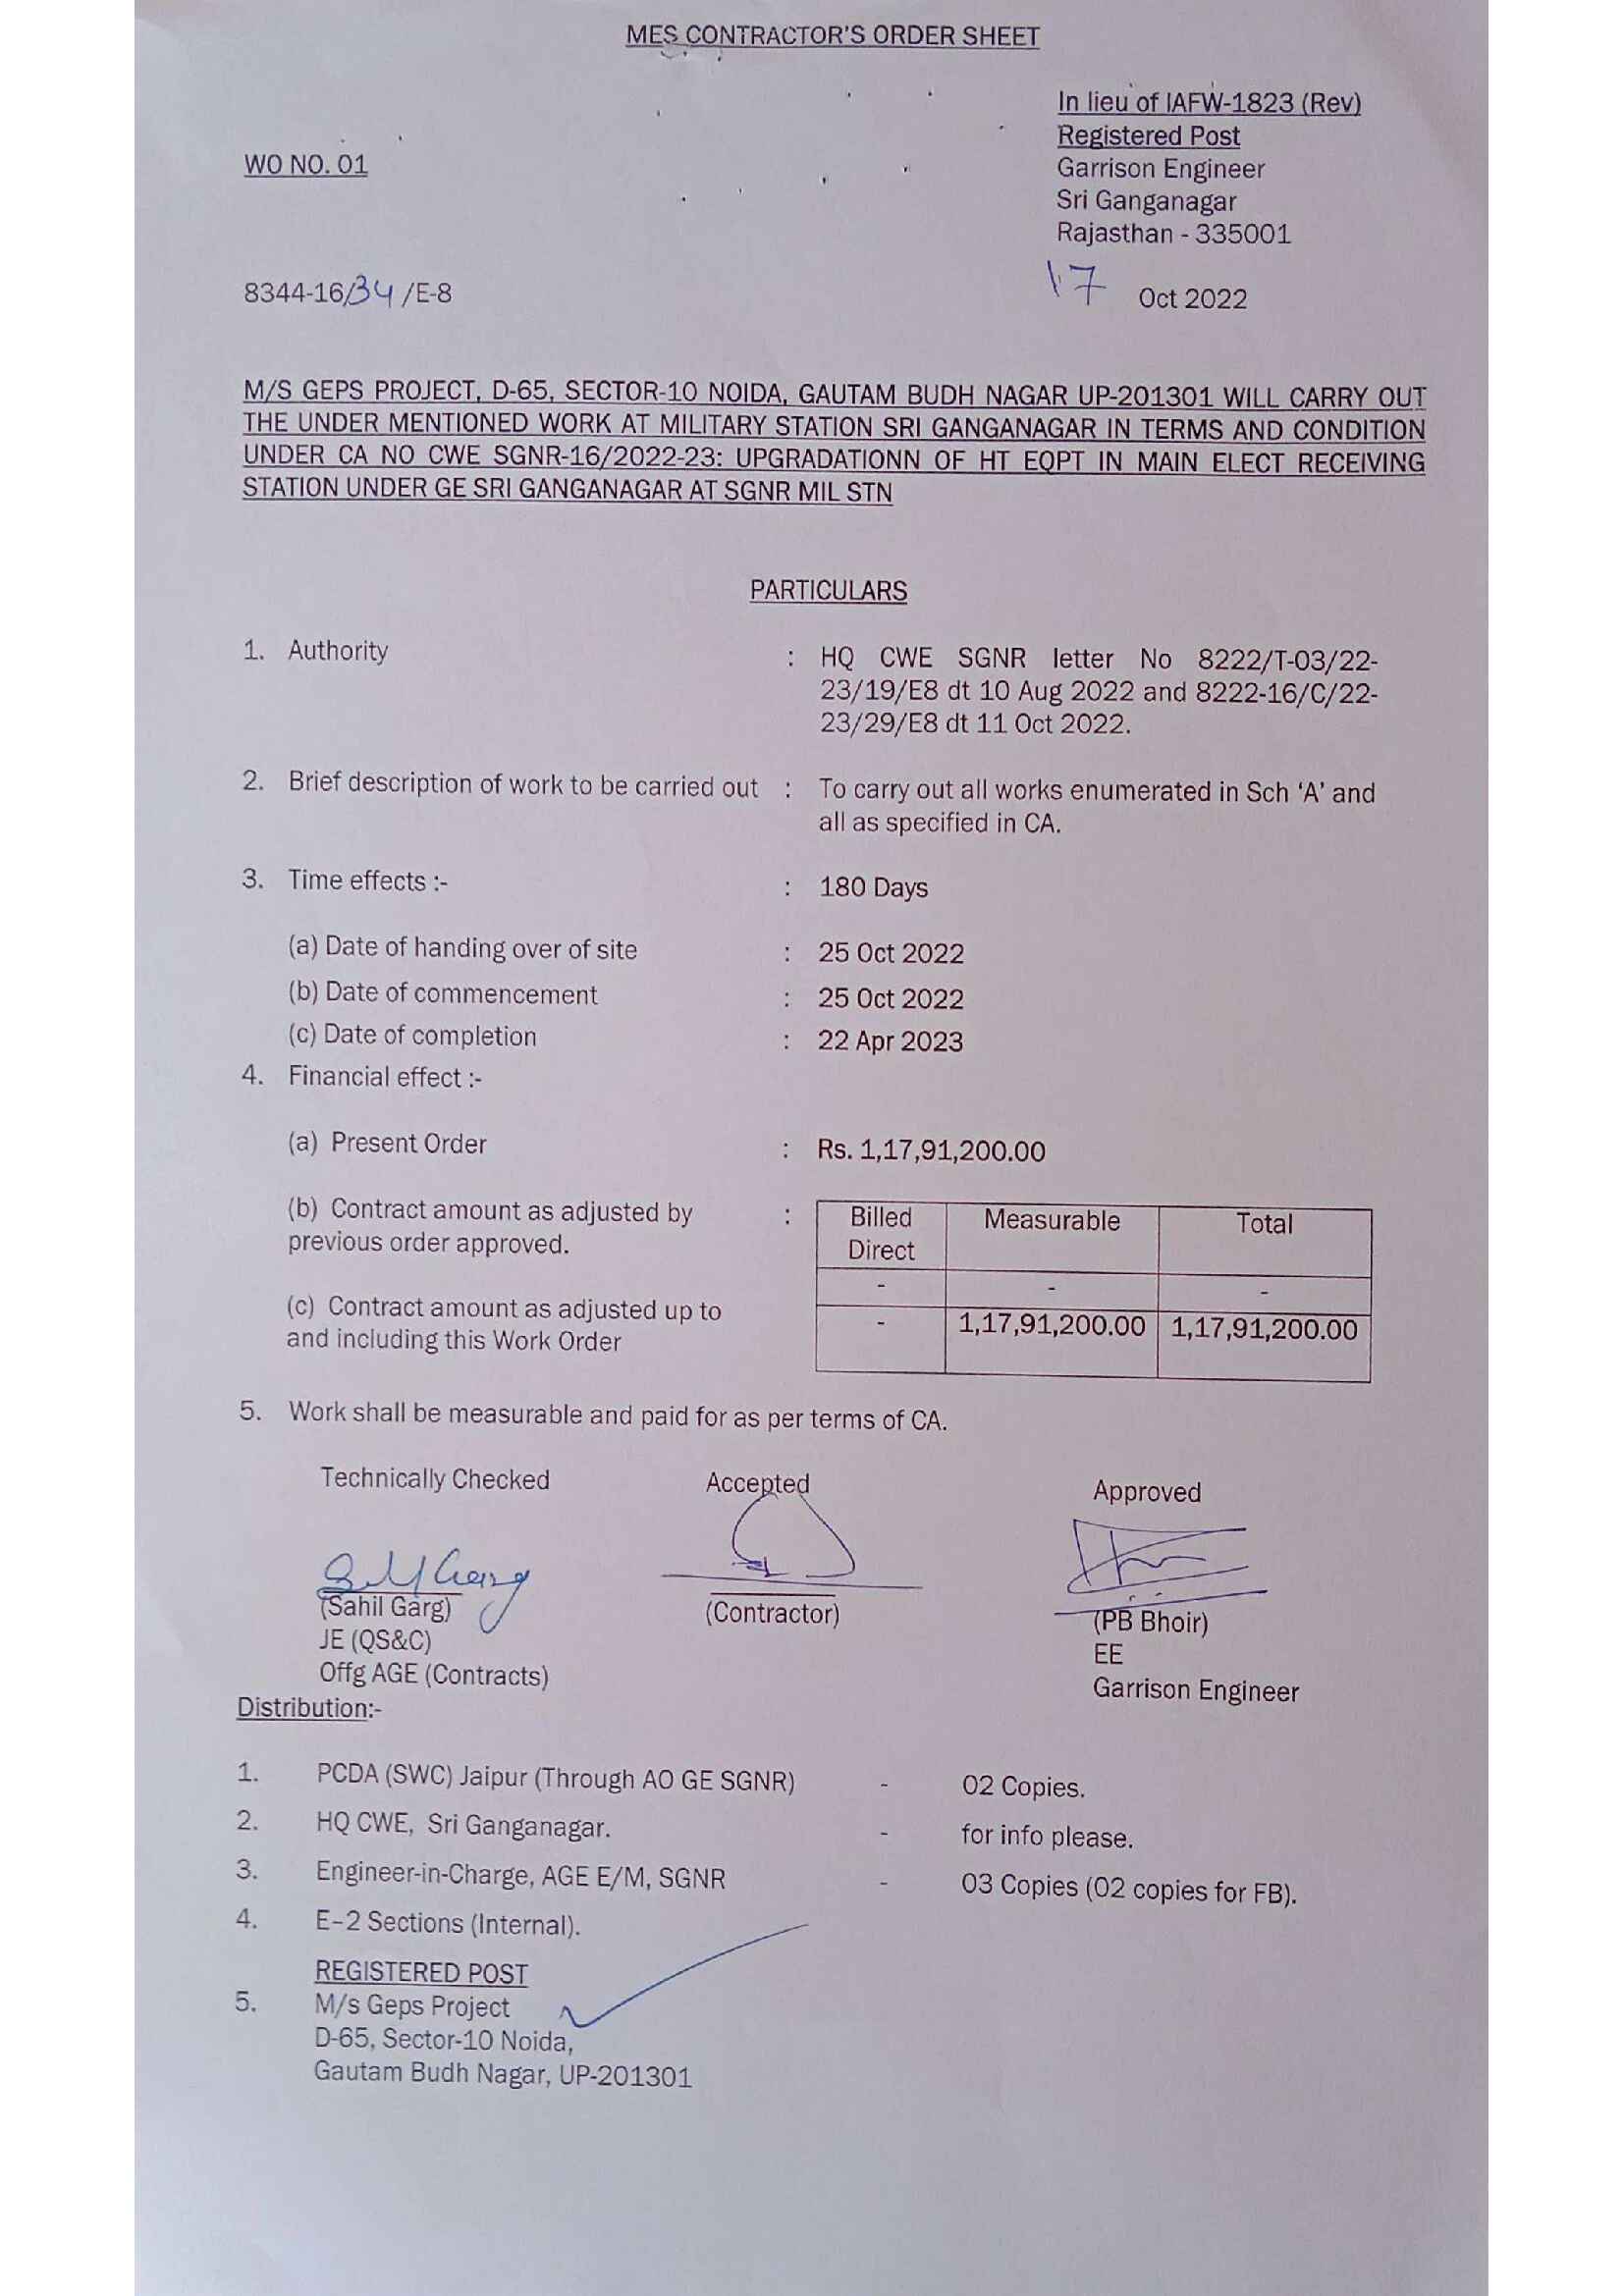 MES CONTRACTOR'S ORDER SHEET
In lieu of IAFW-1823 (Rev)
Registered Post
WO NO. 01
Garrison Engineer
Sri Ganganagar
Rajasthan - 335001
8344-16/34/E-8
17 Oct 2022
M/S GEPS PROJECT, D-65, SECTOR-10 NOIDA, GAUTAM BUDH NAGAR UP-201301 WILL CARRY OUT
THE UNDER MENTIONED WORK AT MILITARY STATION SRI GANGANAGAR IN TERMS AND CONDITION
UNDER CA NO CWE SGNR-16/2022-23: UPGRADATIONN OF HT EQPT IN MAIN ELECT RECEIVING
STATION UNDER GE SRI GANGANAGAR AT SGNR MIL STN
PARTICULARS
1. Authority : HQ CWE SGNR letter No 8222/T-03/22-
23/19/E8 dt 10 Aug 2022 and 8222-16/C/22-
23/29/E8 dt 11 Oct 2022.
2. Brief description of work to be carried out : To carry out all works enumerated in Sch 'A' and
all as specified in CA.
3. Time effects :- : 180 Days
(a) Date of handing over of site : 25 Oct 2022
(b) Date of commencement : 25 Oct 2022
(c) Date of completion : 22 Apr 2023
4. Financial effect :-
(a) Present Order : Rs. 1,17,91,200.00
(b) Contract amount as adjusted by :
previous order approved.
Billed Direct Measurable Total
- - -
(c) Contract amount as adjusted up to
and including this Work Order
- 1,17,91,200.00 1,17,91,200.00
5. Work shall be measurable and paid for as per terms of CA.
Technically Checked Accepted Approved
Sahil Garg
(Sahil Garg) (Contractor) (PB Bhoir)
JE (QS&C) EE
Offg AGE (Contracts) Garrison Engineer
Distribution:-
1. PCDA (SWC) Jaipur (Through AO GE SGNR) - 02 Copies.
2. HQ CWE, Sri Ganganagar. - for info please.
3. Engineer-in-Charge, AGE E/M, SGNR - 03 Copies (02 copies for FB).
4. E-2 Sections (Internal).
REGISTERED POST
5. M/s Geps Project
D-65, Sector-10 Noida,
Gautam Budh Nagar, UP-201301